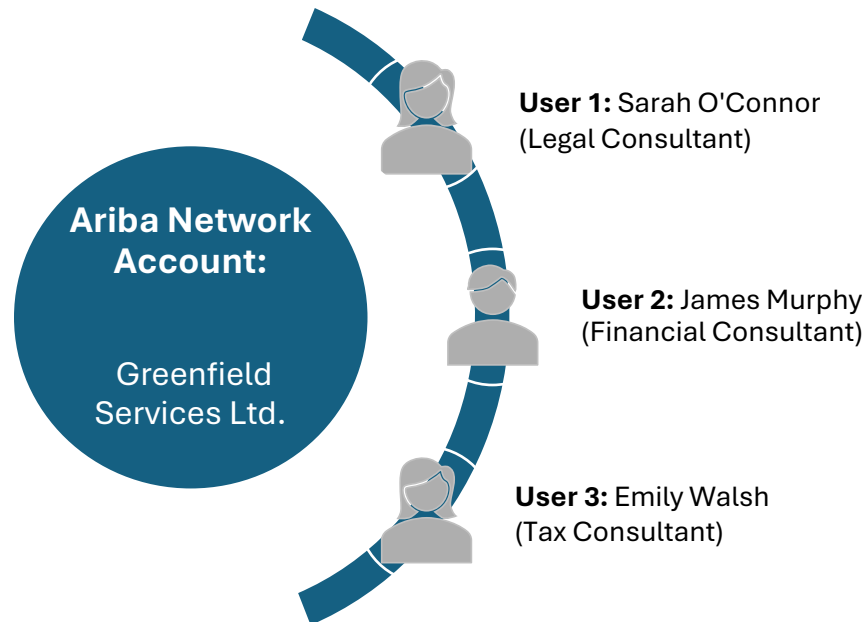 Ariba Network
Account:
Greenfield
Services Ltd.
User 1: Sarah O'Connor
(Legal Consultant)
User 2: James Murphy
(Financial Consultant)
User 3: Emily Walsh
(Tax Consultant)